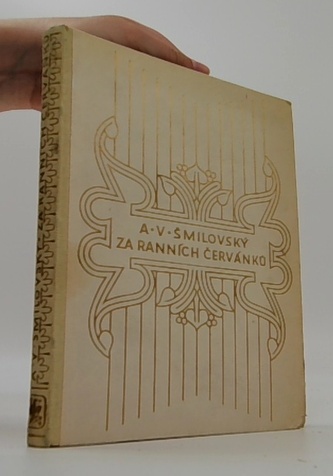 A·V·ŠMILOVSKÝ
ZA RANNÍCH ČERVÁNKŮ